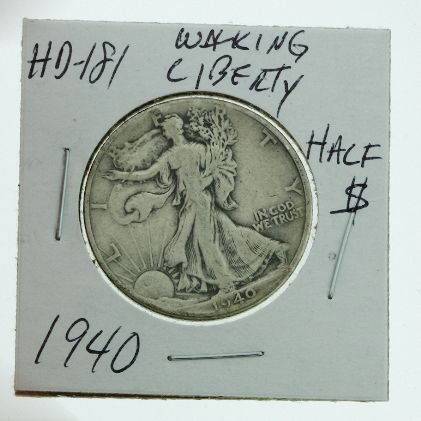 HD-181
WALKING
LIBERTY
HALF
$
LIBERTY
IN GOD
WE TRUST
1940
1940